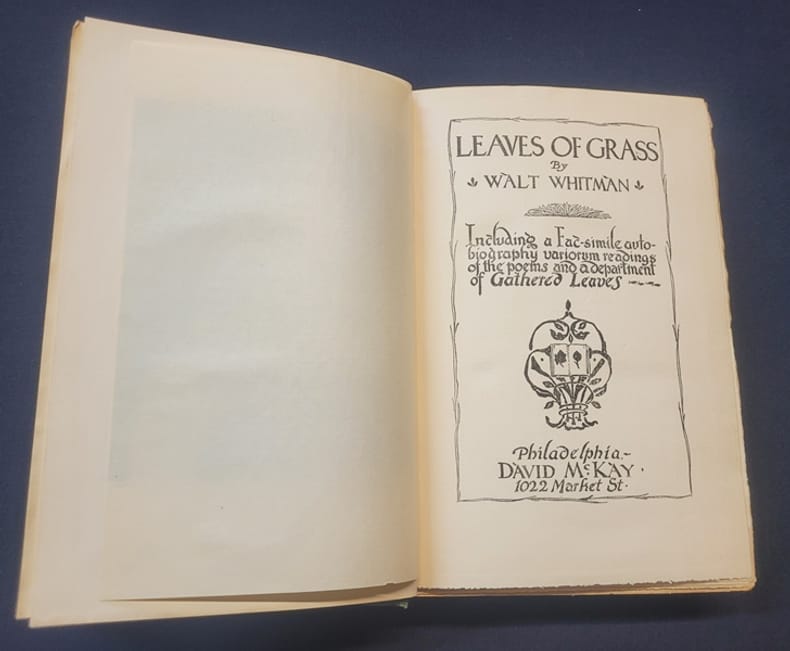 LEAVES OF GRASS
By
WALT WHITMAN
Including a Fac-simile auto-
biography variorum readings
of the poems and a department
of Gathered Leaves
Philadelphia-
DAVID McKAY.
1022 Market St.